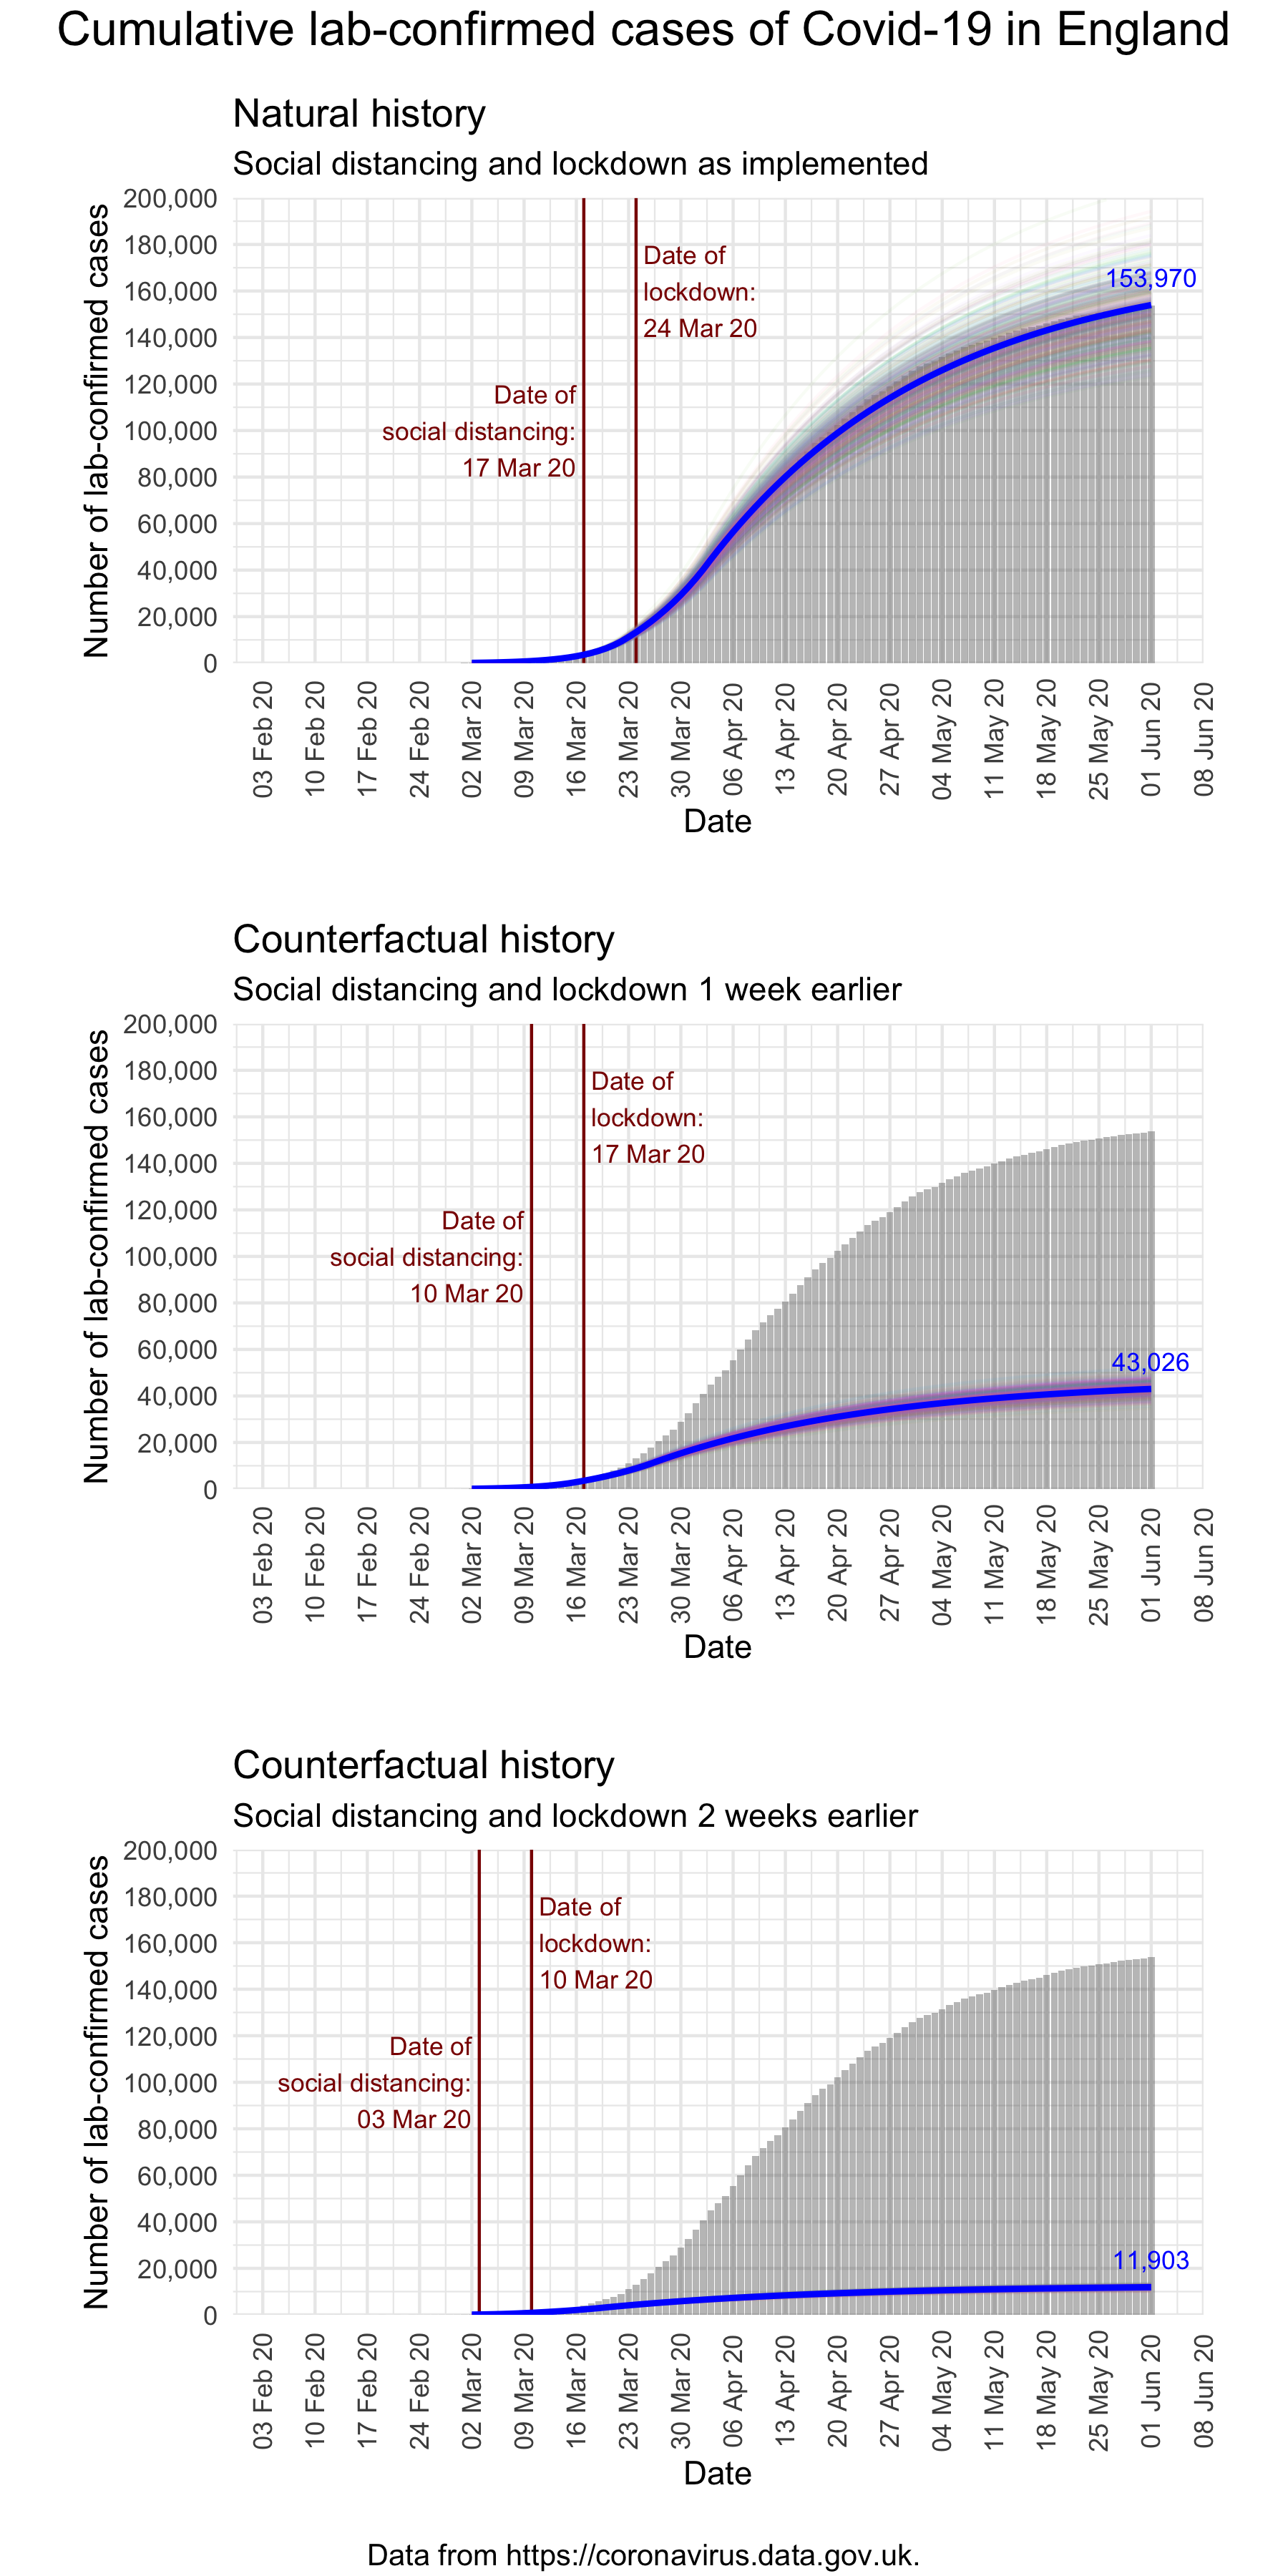 Cumulative lab-confirmed cases of Covid-19 in England
Natural history
Social distancing and lockdown as implemented
Number of lab-confirmed cases
200,000
180,000
160,000
140,000
120,000
100,000
80,000
60,000
40,000
20,000
0
Date of
lockdown:
24 Mar 20
Date of
social distancing:
17 Mar 20
153,970
03 Feb 20
10 Feb 20
17 Feb 20
24 Feb 20
02 Mar 20
09 Mar 20
16 Mar 20
23 Mar 20
30 Mar 20
06 Apr 20
13 Apr 20
20 Apr 20
27 Apr 20
04 May 20
11 May 20
18 May 20
25 May 20
01 Jun 20
08 Jun 20
Date
Counterfactual history
Social distancing and lockdown 1 week earlier
Number of lab-confirmed cases
200,000
180,000
160,000
140,000
120,000
100,000
80,000
60,000
40,000
20,000
0
Date of
lockdown:
17 Mar 20
Date of
social distancing:
10 Mar 20
43,026
03 Feb 20
10 Feb 20
17 Feb 20
24 Feb 20
02 Mar 20
09 Mar 20
16 Mar 20
23 Mar 20
30 Mar 20
06 Apr 20
13 Apr 20
20 Apr 20
27 Apr 20
04 May 20
11 May 20
18 May 20
25 May 20
01 Jun 20
08 Jun 20
Date
Counterfactual history
Social distancing and lockdown 2 weeks earlier
Number of lab-confirmed cases
200,000
180,000
160,000
140,000
120,000
100,000
80,000
60,000
40,000
20,000
0
Date of
lockdown:
10 Mar 20
Date of
social distancing:
03 Mar 20
11,903
03 Feb 20
10 Feb 20
17 Feb 20
24 Feb 20
02 Mar 20
09 Mar 20
16 Mar 20
23 Mar 20
30 Mar 20
06 Apr 20
13 Apr 20
20 Apr 20
27 Apr 20
04 May 20
11 May 20
18 May 20
25 May 20
01 Jun 20
08 Jun 20
Date
Data from https://coronavirus.data.gov.uk.